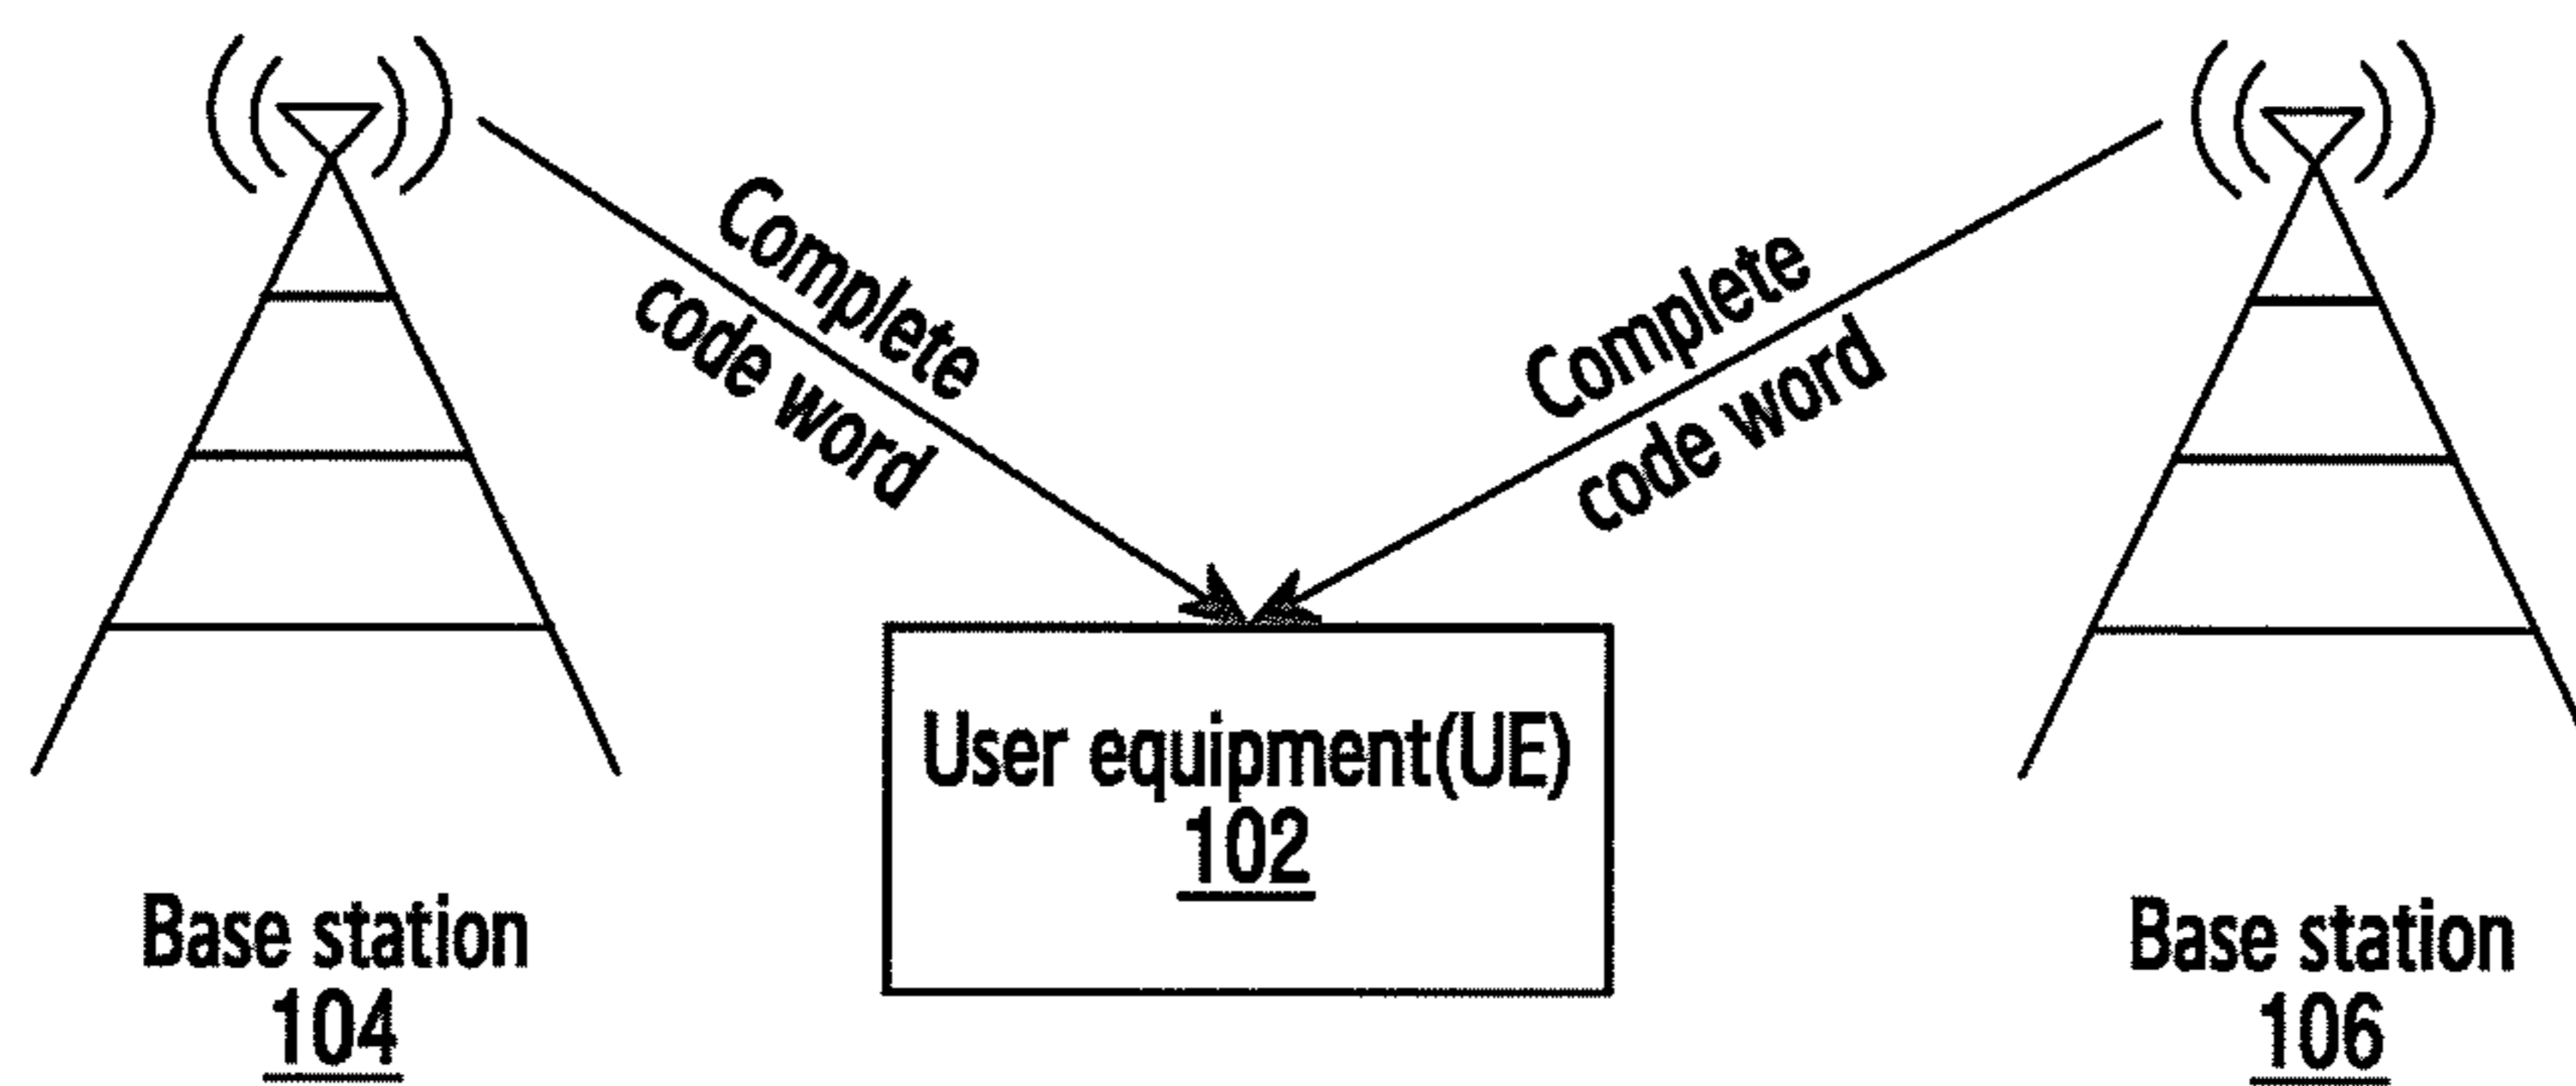 Complete
code word
Complete
code word
User equipment(UE)
102
Base station
104
Base station
106